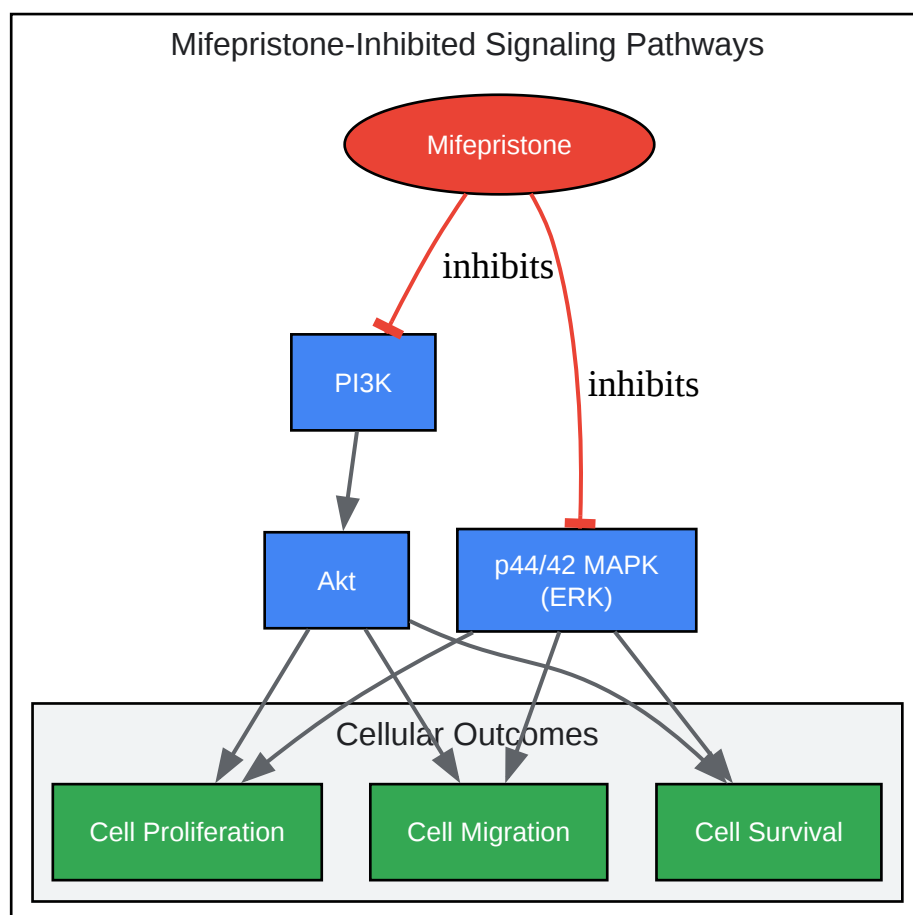 Mifepristone-Inhibited Signaling Pathways
Mifepristone
inhibits
PI3K
inhibits
Akt
p44/42 MAPK
(ERK)
Cellular Outcomes
Cell Proliferation
Cell Migration
Cell Survival